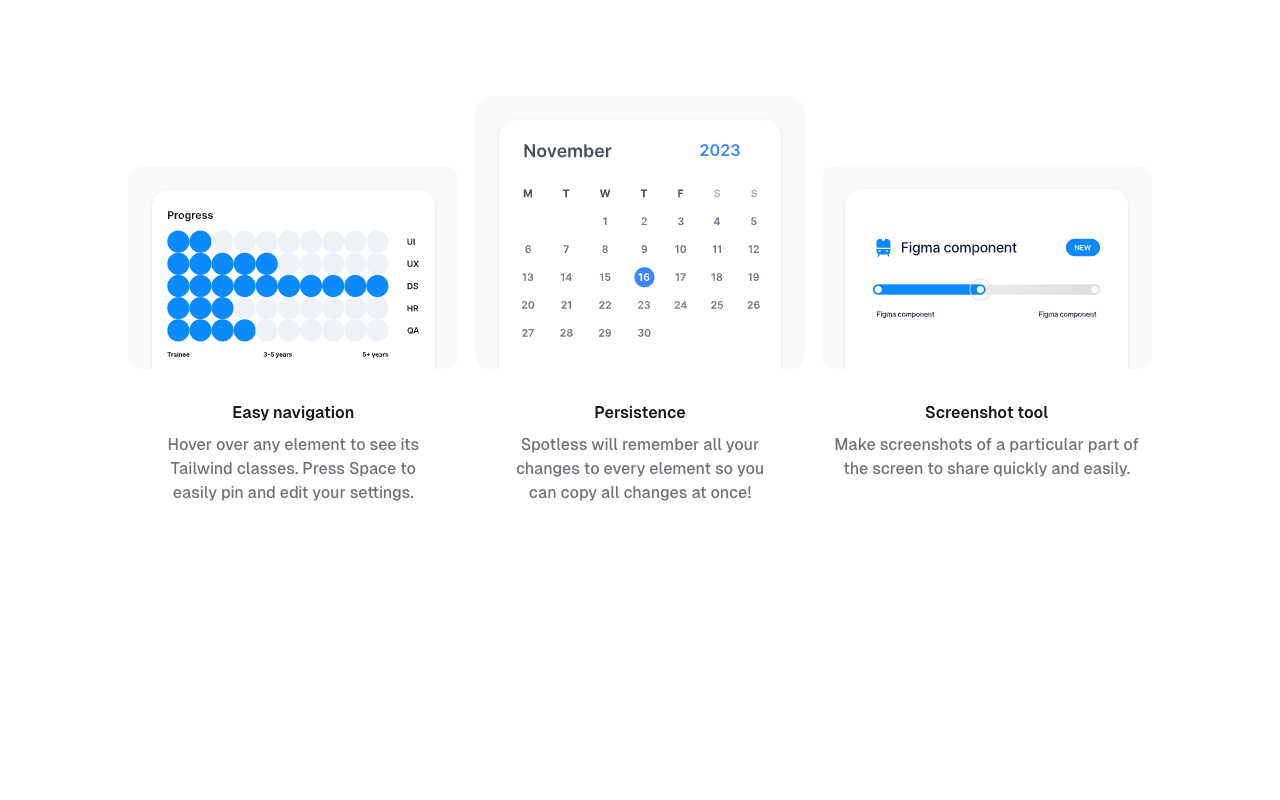 Progress
UI
UX
DS
HR
QA
Trainee 3-5 years 5+ years
Easy navigation
Hover over any element to see its
Tailwind classes. Press Space to
easily pin and edit your settings.
November 2023
M T W T F S S
1 2 3 4 5
6 7 8 9 10 11 12
13 14 15 16 17 18 19
20 21 22 23 24 25 26
27 28 29 30
Persistence
Spotless will remember all your
changes to every element so you
can copy all changes at once!
Figma component NEW
Figma component Figma component
Screenshot tool
Make screenshots of a particular part of
the screen to share quickly and easily.